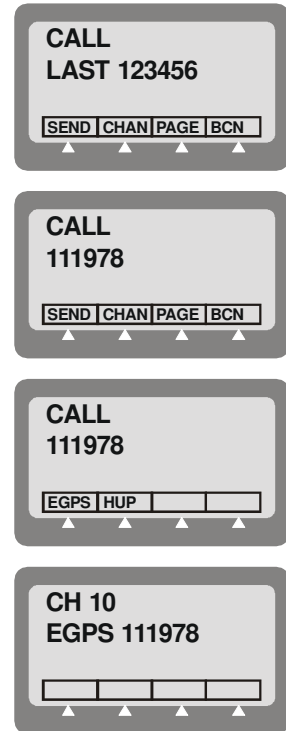 CALL
LAST 123456
SEND CHAN PAGE BCN
CALL
111978
SEND CHAN PAGE BCN
CALL
111978
EGPS HUP
CH 10
EGPS 111978